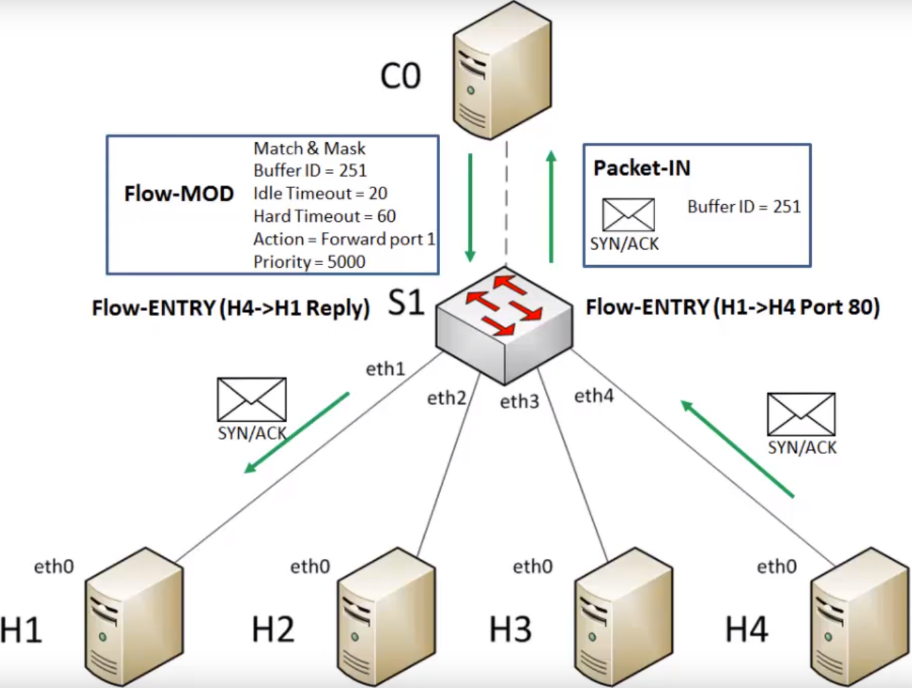 C0
Match & Mask
Buffer ID = 251
Flow-MOD
Idle Timeout = 20
Hard Timeout = 60
Action = Forward port 1
Priority = 5000
Packet-IN
Buffer ID = 251
SYN/ACK
Flow-ENTRY (H4->H1 Reply)
S1
Flow-ENTRY (H1->H4 Port 80)
eth1
eth2
eth3
eth4
SYN/ACK
SYN/ACK
eth0
eth0
eth0
eth0
H1
H2
H3
H4